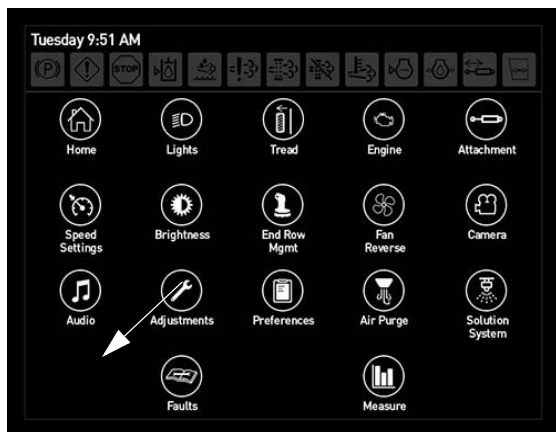 Tuesday 9:51 AM
(P) STOP
Home Lights Tread Engine Attachment
Speed Brightness End Row Fan Camera
Settings Mgmt Reverse
Audio Adjustments Preferences Air Purge Solution
System
Faults Measure